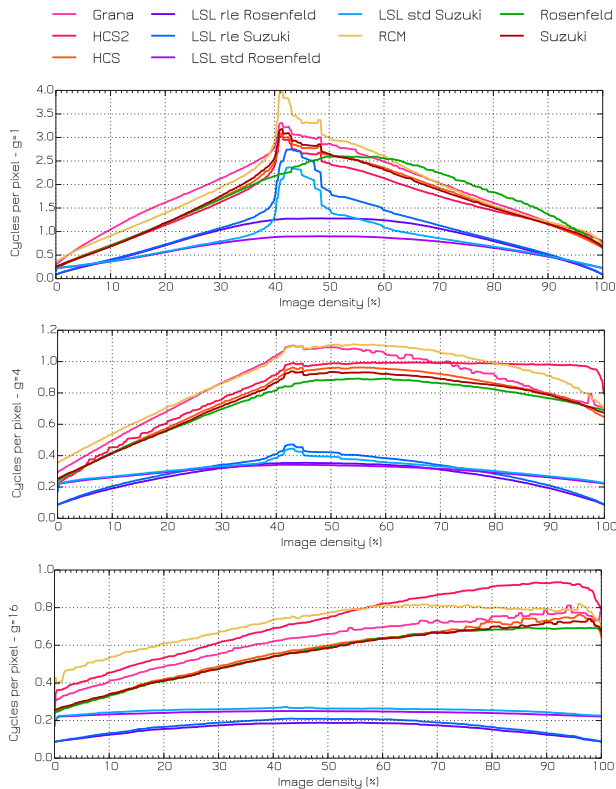 Grana LSL rle Rosenfeld LSL std Suzuki Rosenfeld
HCS2 LSL rle Suzuki RCM Suzuki
HCS LSL std Rosenfeld
Cycles per pixel - g=1
4.0
3.5
3.0
2.5
2.0
1.5
1.0
0.5
0.0
0 10 20 30 40 50 60 70 80 90 100
Image density (%)
Cycles per pixel - g=4
1.2
1.0
0.8
0.6
0.4
0.2
0.0
0 10 20 30 40 50 60 70 80 90 100
Image density (%)
Cycles per pixel - g=16
1.0
0.8
0.6
0.4
0.2
0.0
0 10 20 30 40 50 60 70 80 90 100
Image density (%)